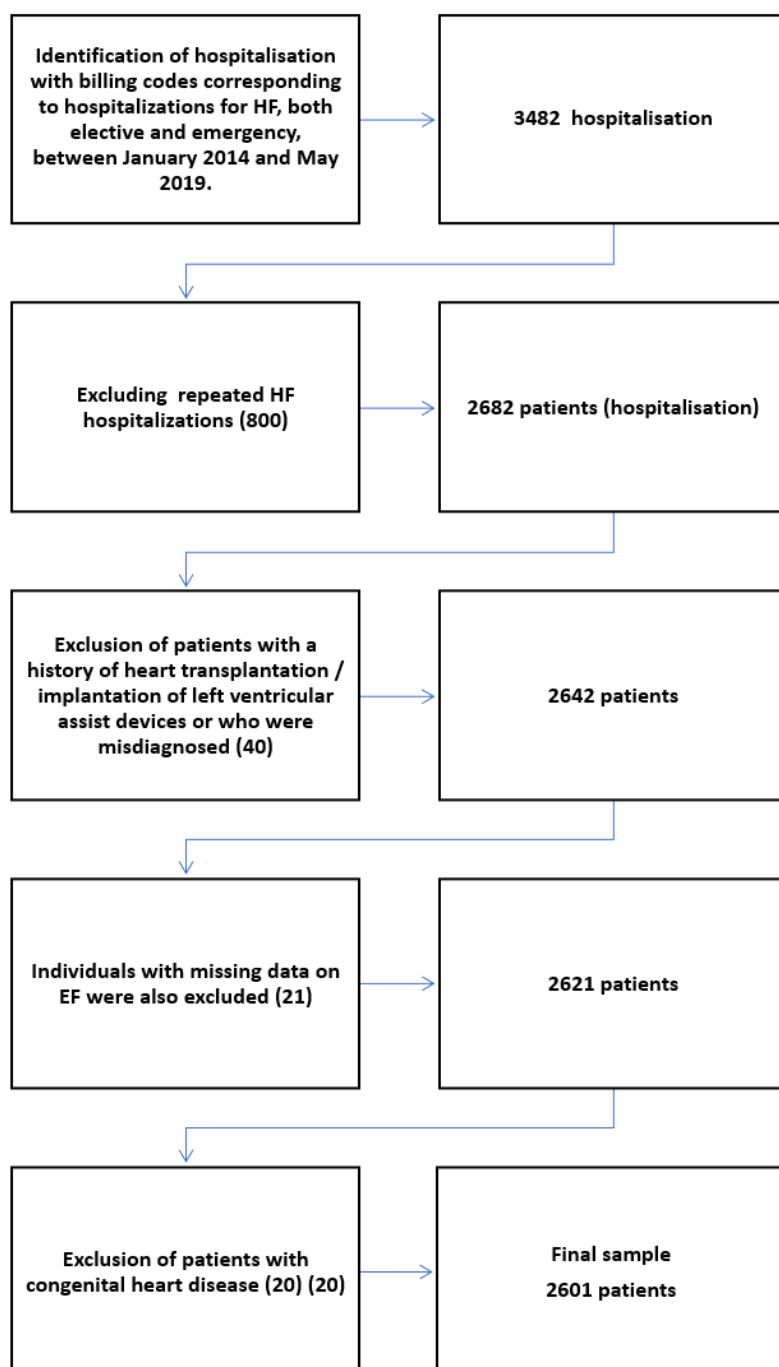 Identification of hospitalisation
with billing codes corresponding
to hospitalizations for HF, both
elective and emergency,
between January 2014 and May
2019.
3482 hospitalisation
Excluding repeated HF
hospitalizations (800)
2682 patients (hospitalisation)
Exclusion of patients with a
history of heart transplantation /
implantation of left ventricular
assist devices or who were
misdiagnosed (40)
2642 patients
Individuals with missing data on
EF were also excluded (21)
2621 patients
Exclusion of patients with
congenital heart disease (20) (20)
Final sample
2601 patients